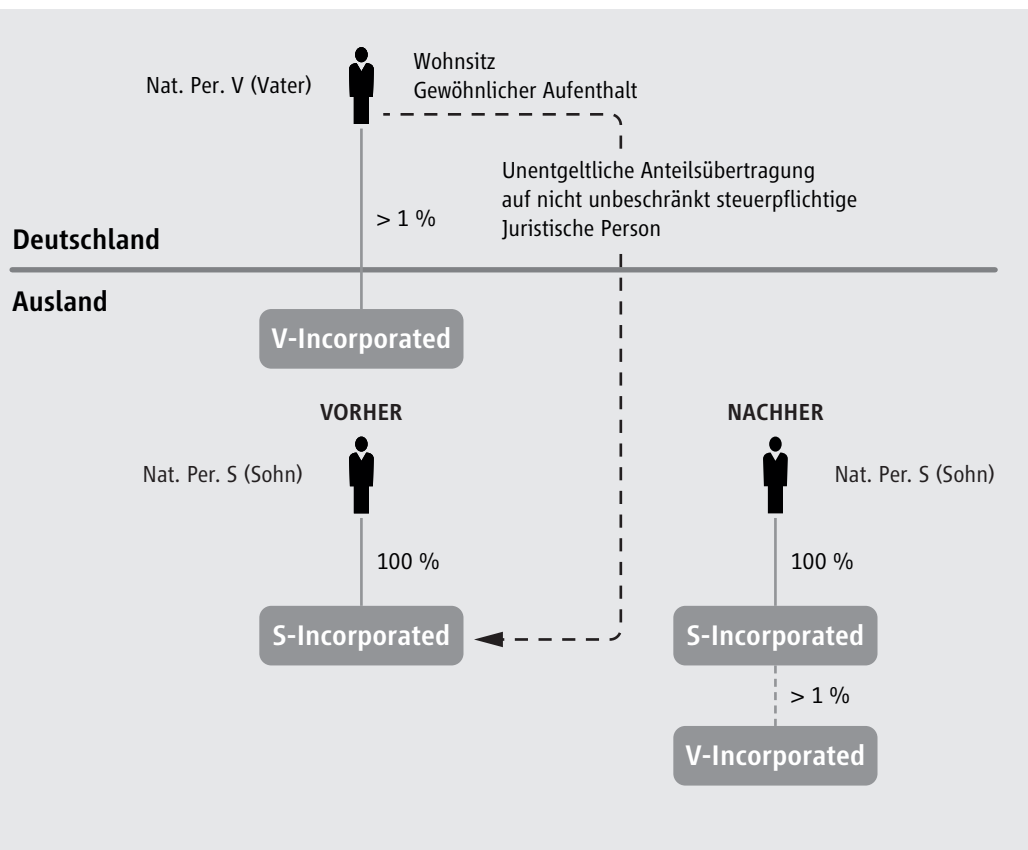 Nat. Per. V (Vater)
Wohnsitz
Gewöhnlicher Aufenthalt
Unentgeltliche Anteilsübertragung
auf nicht unbeschränkt steuerpflichtige
Juristische Person
> 1 %
Deutschland
Ausland
V-Incorporated
VORHER
NACHHER
Nat. Per. S (Sohn)
Nat. Per. S (Sohn)
100 %
100 %
S-Incorporated
S-Incorporated
> 1 %
V-Incorporated